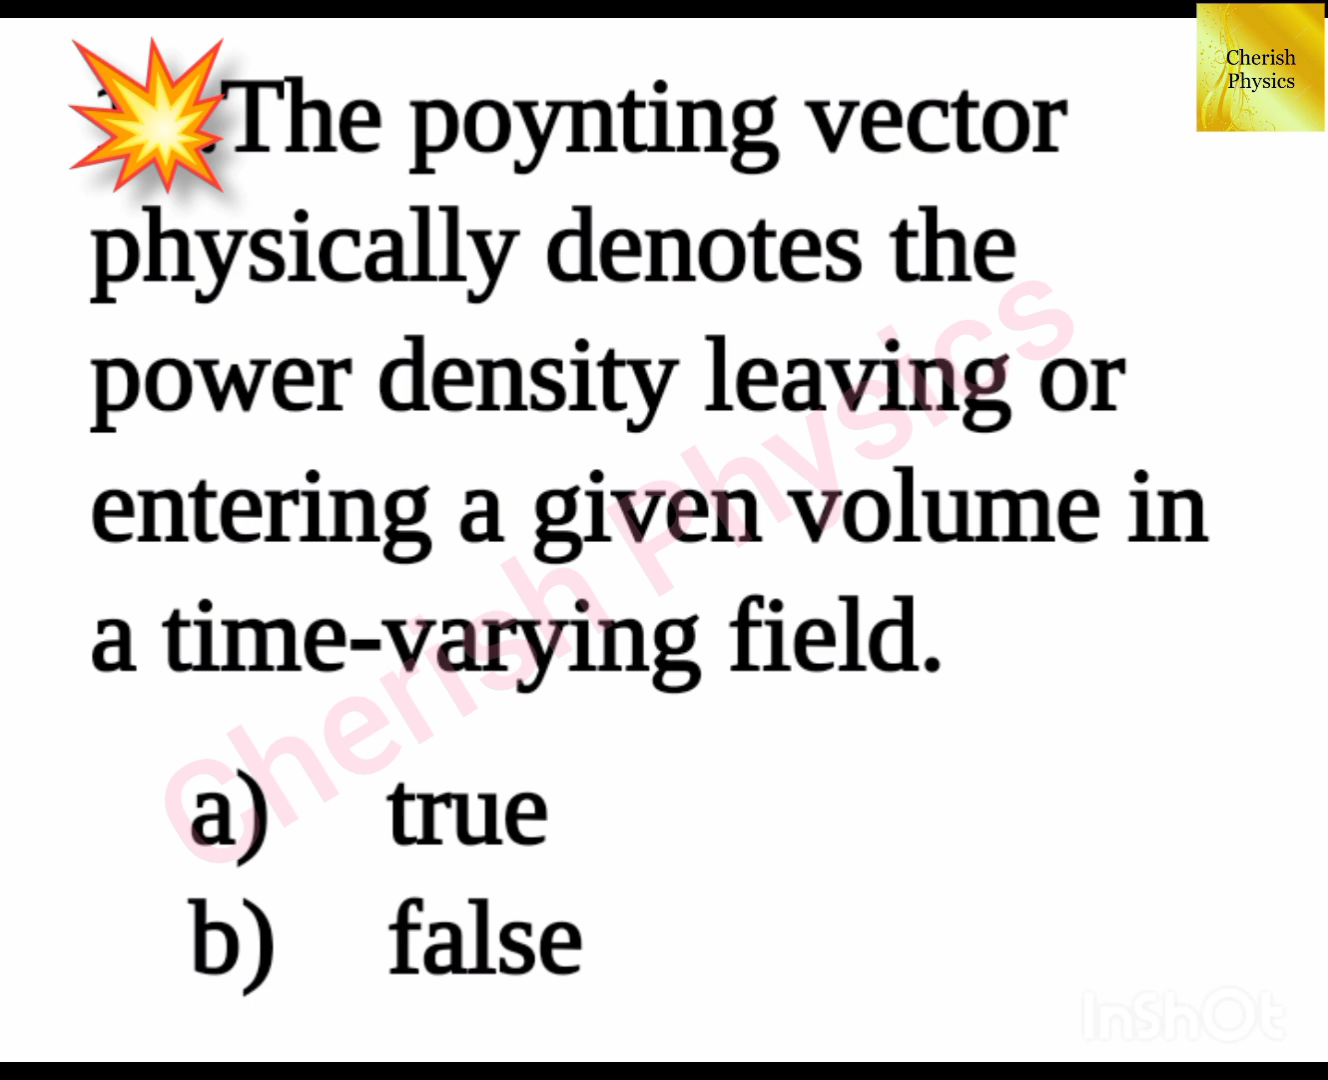 Cherish
Physics
The poynting vector
physically denotes the
power density leaving or
entering a given volume in
a time-varying field.
a) true
b) false
Cherish Physics
InShOt